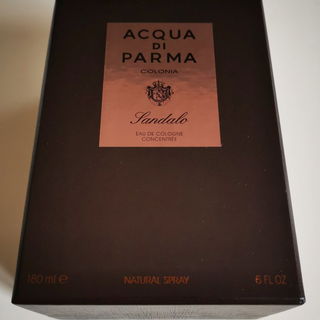 ACQUA
DI
PARMA
COLONIA
Sandalo
EAU DE COLOGNE
CONCENTRÉE
180 ml e NATURAL SPRAY 6 FL.OZ